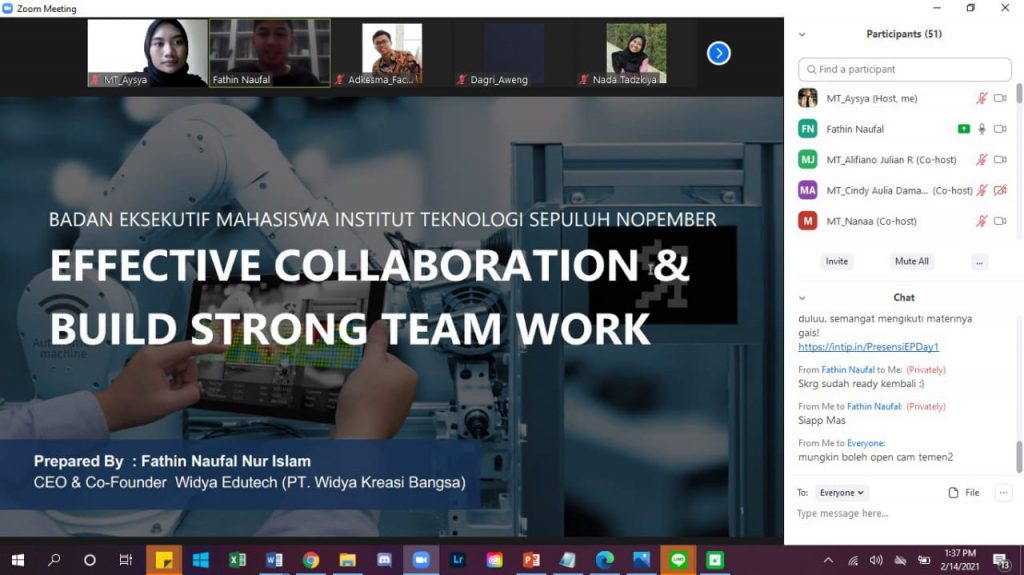 Zoom Meeting
MT_Aysya
Fathin Naufal
Adkesma_Fac...
Dagri_Aweng
Nada Tadzkiya
BADAN EKSEKUTIF MAHASISWA INSTITUT TEKNOLOGI SEPULUH NOPEMBER
EFFECTIVE COLLABORATION &
BUILD STRONG TEAM WORK
machine
Prepared By : Fathin Naufal Nur Islam
CEO & Co-Founder Widya Edutech (PT. Widya Kreasi Bangsa)
Participants (51)
Find a participant
MT_Aysya (Host, me)
FN Fathin Naufal
MJ MT_Alifiano Julian R (Co-host)
MA MT_Cindy Aulia Dama... (Co-host)
M MT_Nanaa (Co-host)
Invite Mute All ...
Chat
duluu, semangat mengikuti materinya
gais!
https://intip.in/PresensiEPDay1
From Fathin Naufal to Me: (Privately)
Skrg sudah ready kembali :)
From Me to Fathin Naufal: (Privately)
Siapp Mas
From Me to Everyone:
mungkin boleh open cam temen2
To: Everyone File ...
Type message here...
Lr
LINE
1:37 PM
2/14/2021
13